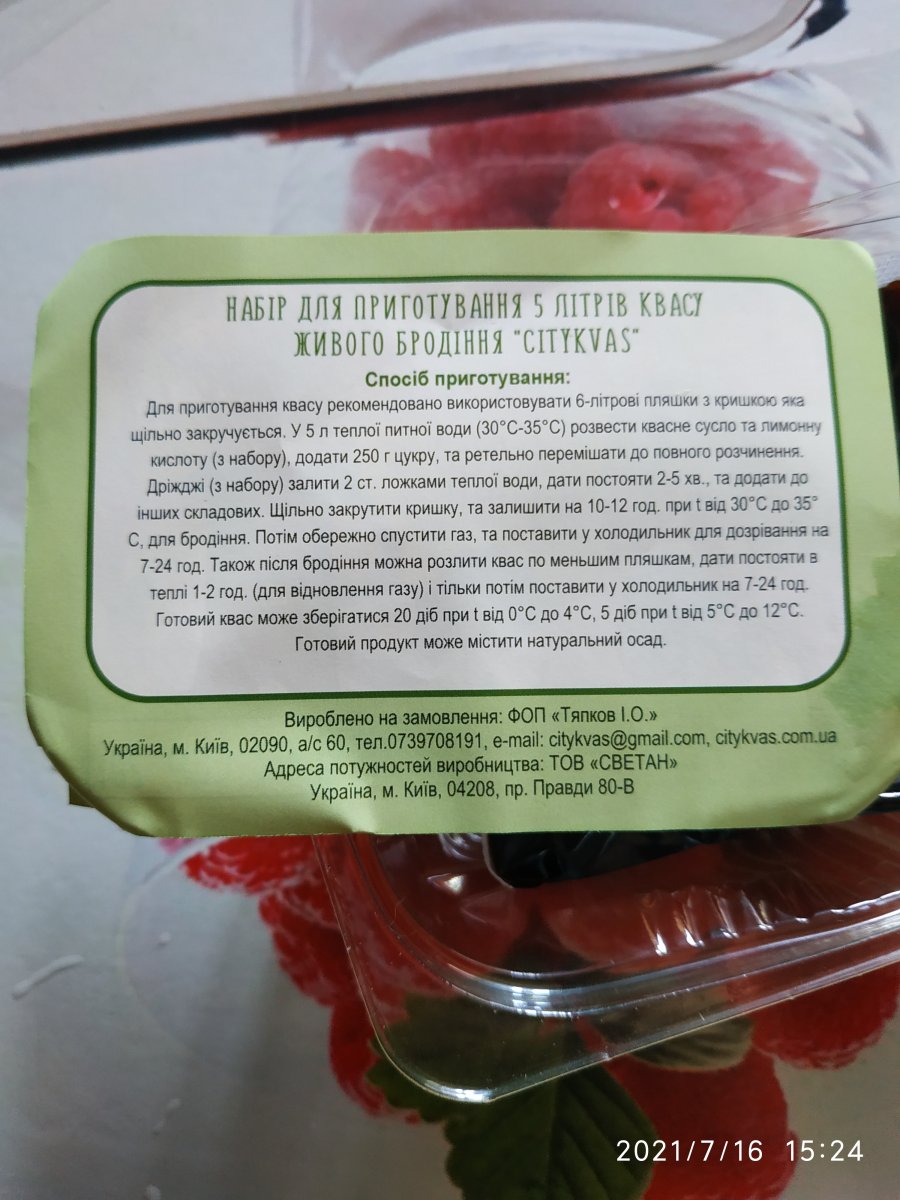 НАБІР ДЛЯ ПРИГОТУВАННЯ 5 ЛІТРІВ КВАСУ
ЖИВОГО БРОДІННЯ "CITYKVAS"
Спосіб приготування:
Для приготування квасу рекомендовано використовувати 6-літрові пляшки з кришкою яка
щільно закручується. У 5 л теплої питної води (30°С-35°С) розвести квасне сусло та лимонну
кислоту (з набору), додати 250 г цукру, та ретельно перемішати до повного розчинення.
Дріжджі (з набору) залити 2 ст. ложками теплої води, дати постояти 2-5 хв., та додати до
інших складових. Щільно закрутити кришку, та залишити на 10-12 год. при t від 30°С до 35°
С, для бродіння. Потім обережно спустити газ, та поставити у холодильник для дозрівання на
7-24 год. Також після бродіння можна розлити квас по меньшим пляшкам, дати постояти в
теплі 1-2 год. (для відновлення газу) і тільки потім поставити у холодильник на 7-24 год.
Готовий квас може зберігатися 20 діб при t від 0°С до 4°С, 5 діб при t від 5°С до 12°С.
Готовий продукт може містити натуральний осад.
Вироблено на замовлення: ФОП «Тяпков І.О.»
Україна, м. Київ, 02090, а/с 60, тел.0739708191, e-mail: citykvas@gmail.com, citykvas.com.ua
Адреса потужностей виробництва: ТОВ «СВЕТАН»
Україна, м. Київ, 04208, пр. Правди 80-В
2021/7/16 15:24